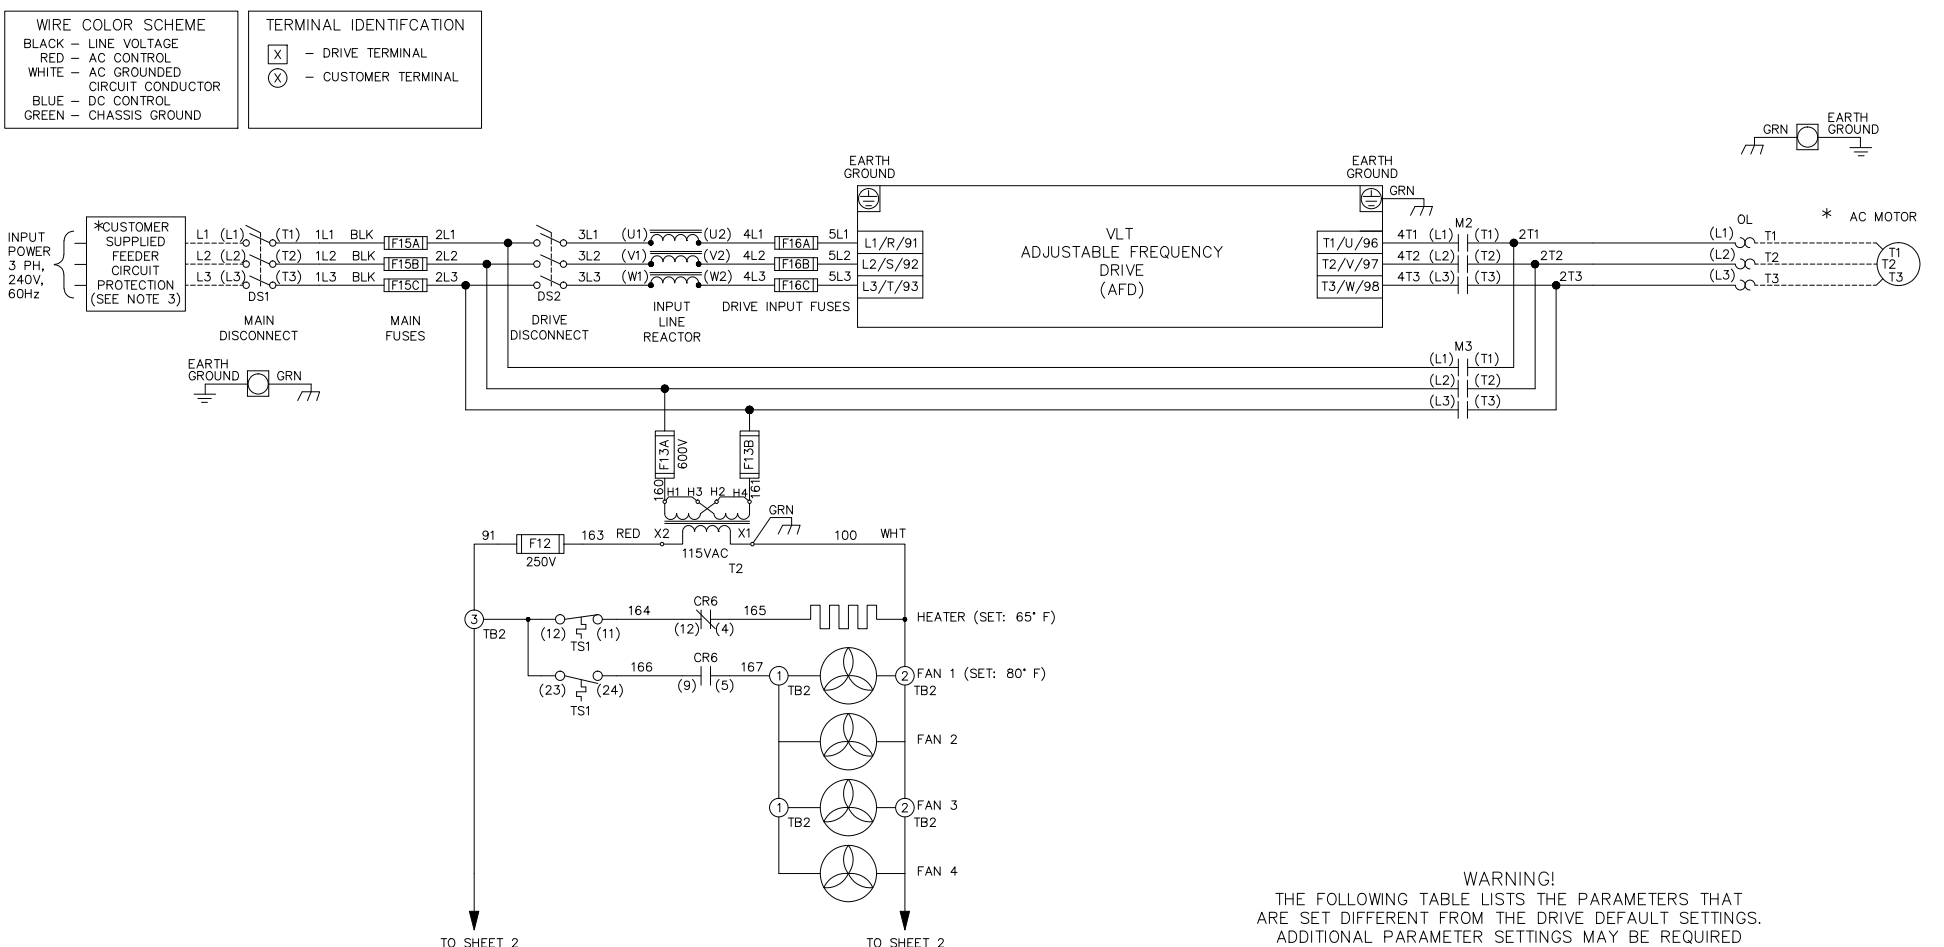 WIRE COLOR SCHEME
BLACK – LINE VOLTAGE
RED – AC CONTROL
WHITE – AC GROUNDED
CIRCUIT CONDUCTOR
BLUE – DC CONTROL
GREEN – CHASSIS GROUND
TERMINAL IDENTIFCATION
X – DRIVE TERMINAL
X – CUSTOMER TERMINAL
INPUT
POWER
3 PH,
240V,
60Hz
*CUSTOMER
SUPPLIED
FEEDER
CIRCUIT
PROTECTION
(SEE NOTE 3)
L1 (L1) (T1) 1L1 BLK F15A 2L1 3L1 (U1) (U2) 4L1 F16A 5L1 L1/R/91
L2 (L2) (T2) 1L2 BLK F15B 2L2 3L2 (V1) (V2) 4L2 F16B 5L2 L2/S/92
L3 (L3) (T3) 1L3 BLK F15C 2L3 3L3 (W1) (W2) 4L3 F16C 5L3 L3/T/93
DS1
MAIN
DISCONNECT
MAIN
FUSES
DS2
DRIVE
DISCONNECT
INPUT
LINE
REACTOR
DRIVE INPUT FUSES
EARTH
GROUND
VLT
ADJUSTABLE FREQUENCY
DRIVE
(AFD)
EARTH
GROUND
GRN
T1/U/96 4T1 (L1) M2 (T1) 2T1
T2/V/97 4T2 (L2) (T2) 2T2
T3/W/98 4T3 (L3) (T3) 2T3
GRN
EARTH
GROUND
OL
* AC MOTOR
(L1) T1
(L2) T2
(L3) T3
T1
T2
T3
M3
(L1) (T1)
(L2) (T2)
(L3) (T3)
EARTH
GROUND GRN
F13A
600V
F13B
160
161
H1 H3 H2 H4
GRN
91 F12 163 RED X2 X1 100 WHT
250V
115VAC
T2
3
TB2
(12) (11)
TS1
164
CR6
(12) (4)
165
HEATER (SET: 65° F)
(23) (24)
TS1
166
CR6
(9) (5)
167
1
TB2
2
TB2
FAN 1 (SET: 80° F)
FAN 2
1
TB2
2
TB2
FAN 3
FAN 4
TO SHEET 2
TO SHEET 2
WARNING!
THE FOLLOWING TABLE LISTS THE PARAMETERS THAT
ARE SET DIFFERENT FROM THE DRIVE DEFAULT SETTINGS.
ADDITIONAL PARAMETER SETTINGS MAY BE REQUIRED